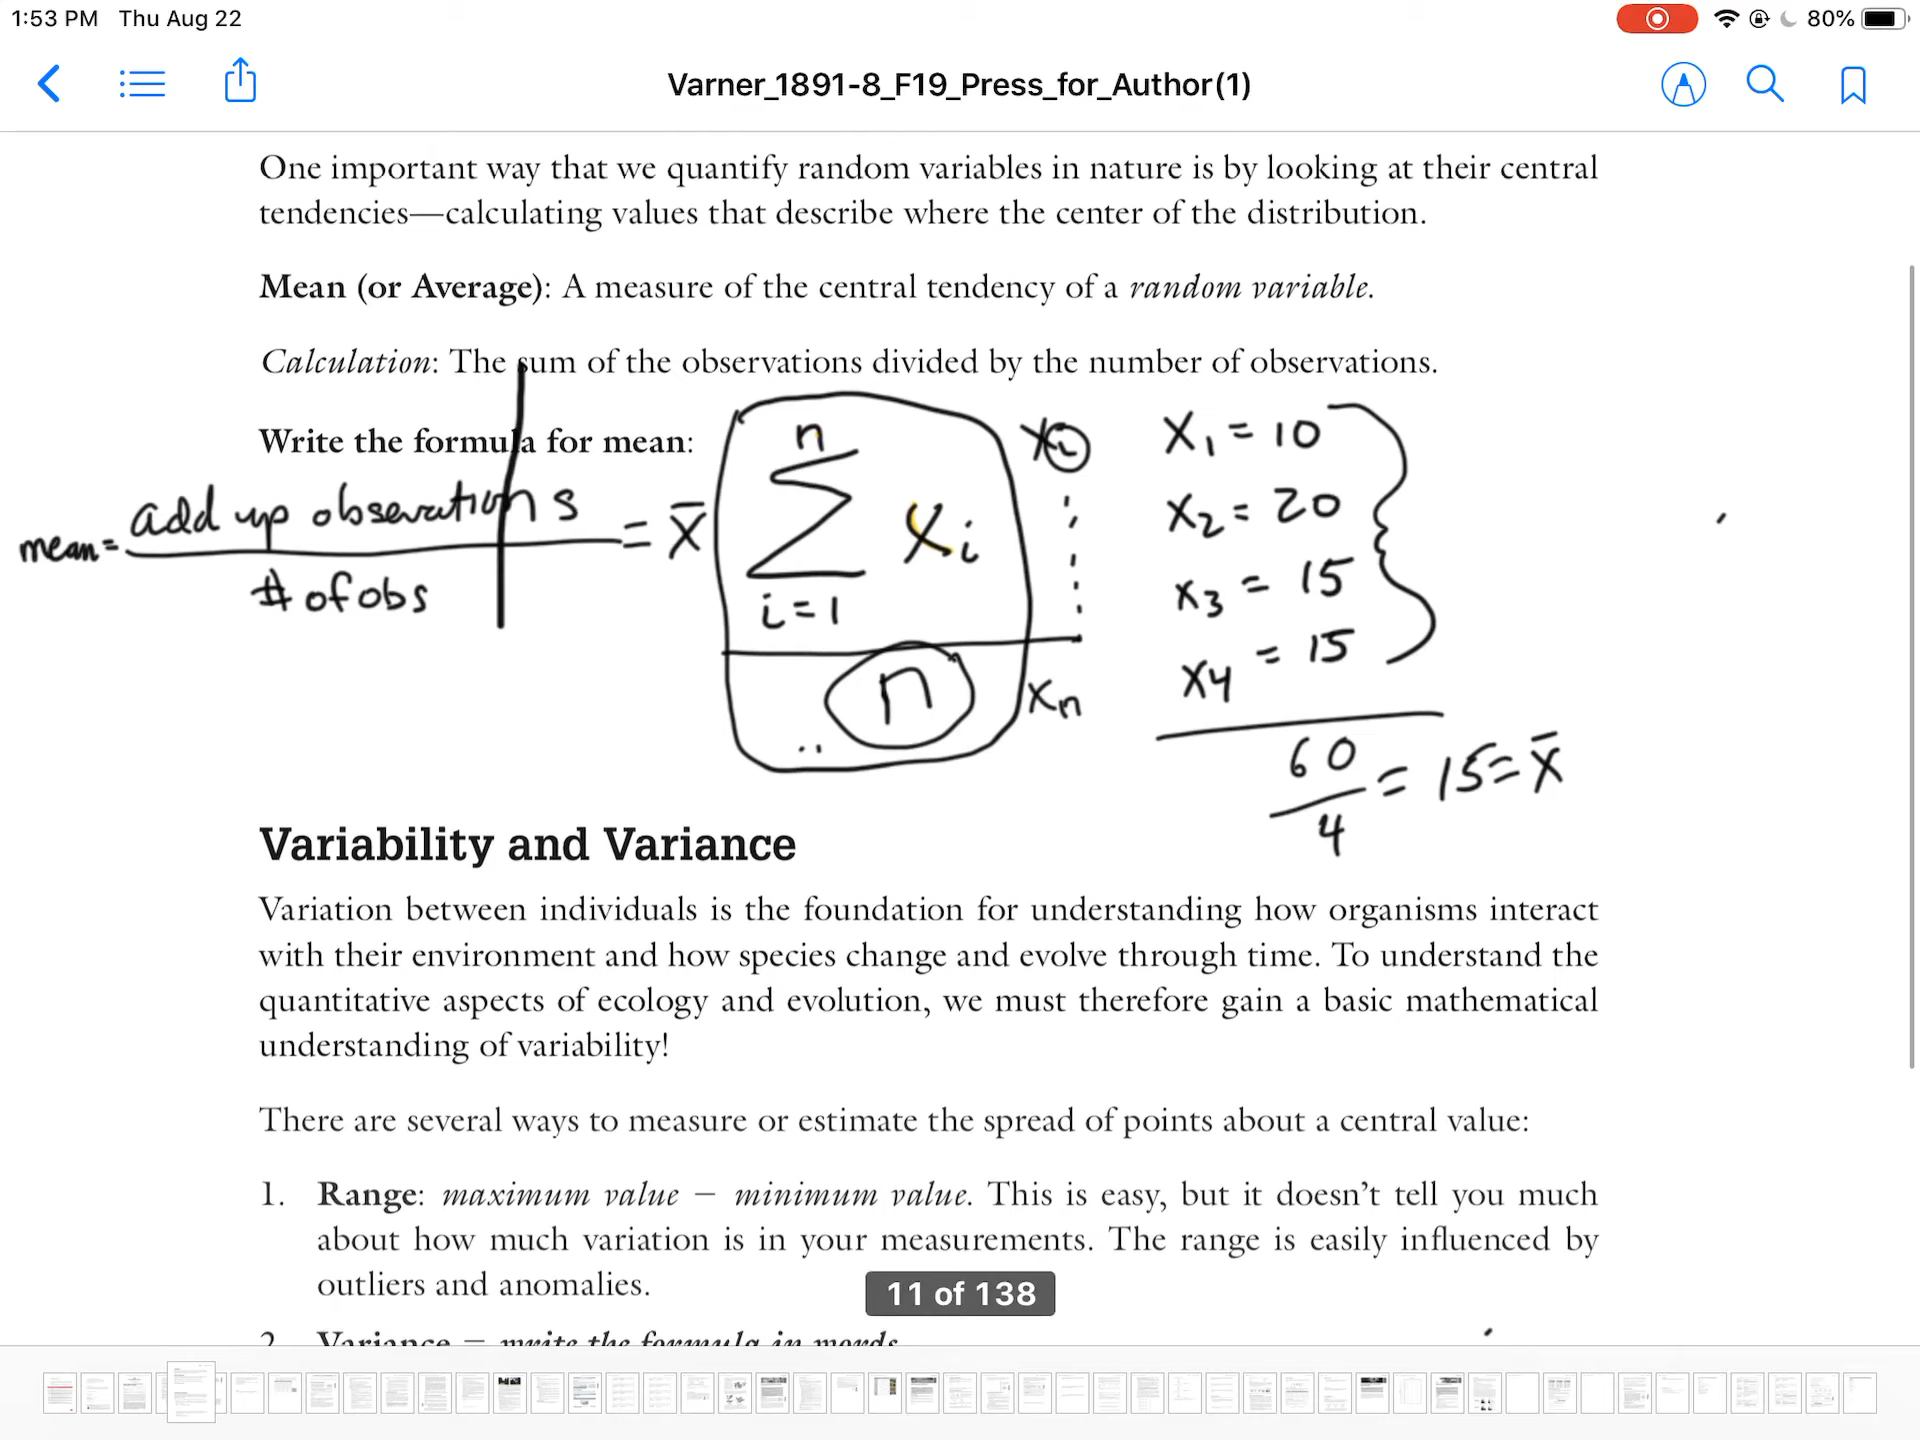 1:53 PM Thu Aug 22 80%
Varner_1891-8_F19_Press_for_Author(1)
One important way that we quantify random variables in nature is by looking at their central
tendencies—calculating values that describe where the center of the distribution.
Mean (or Average): A measure of the central tendency of a random variable.
Calculation: The sum of the observations divided by the number of observations.
Write the formula for mean:
mean = add up observations
# of obs
= x̄
n
Σ xᵢ
i=1
n
xᵢ
xₙ
x₁ = 10
x₂ = 20
x₃ = 15
x₄ = 15
60
4
= 15 = x̄
Variability and Variance
Variation between individuals is the foundation for understanding how organisms interact
with their environment and how species change and evolve through time. To understand the
quantitative aspects of ecology and evolution, we must therefore gain a basic mathematical
understanding of variability!
There are several ways to measure or estimate the spread of points about a central value:
1. Range: maximum value − minimum value. This is easy, but it doesn't tell you much
about how much variation is in your measurements. The range is easily influenced by
outliers and anomalies.
11 of 138
2. Variance = write the formula in words